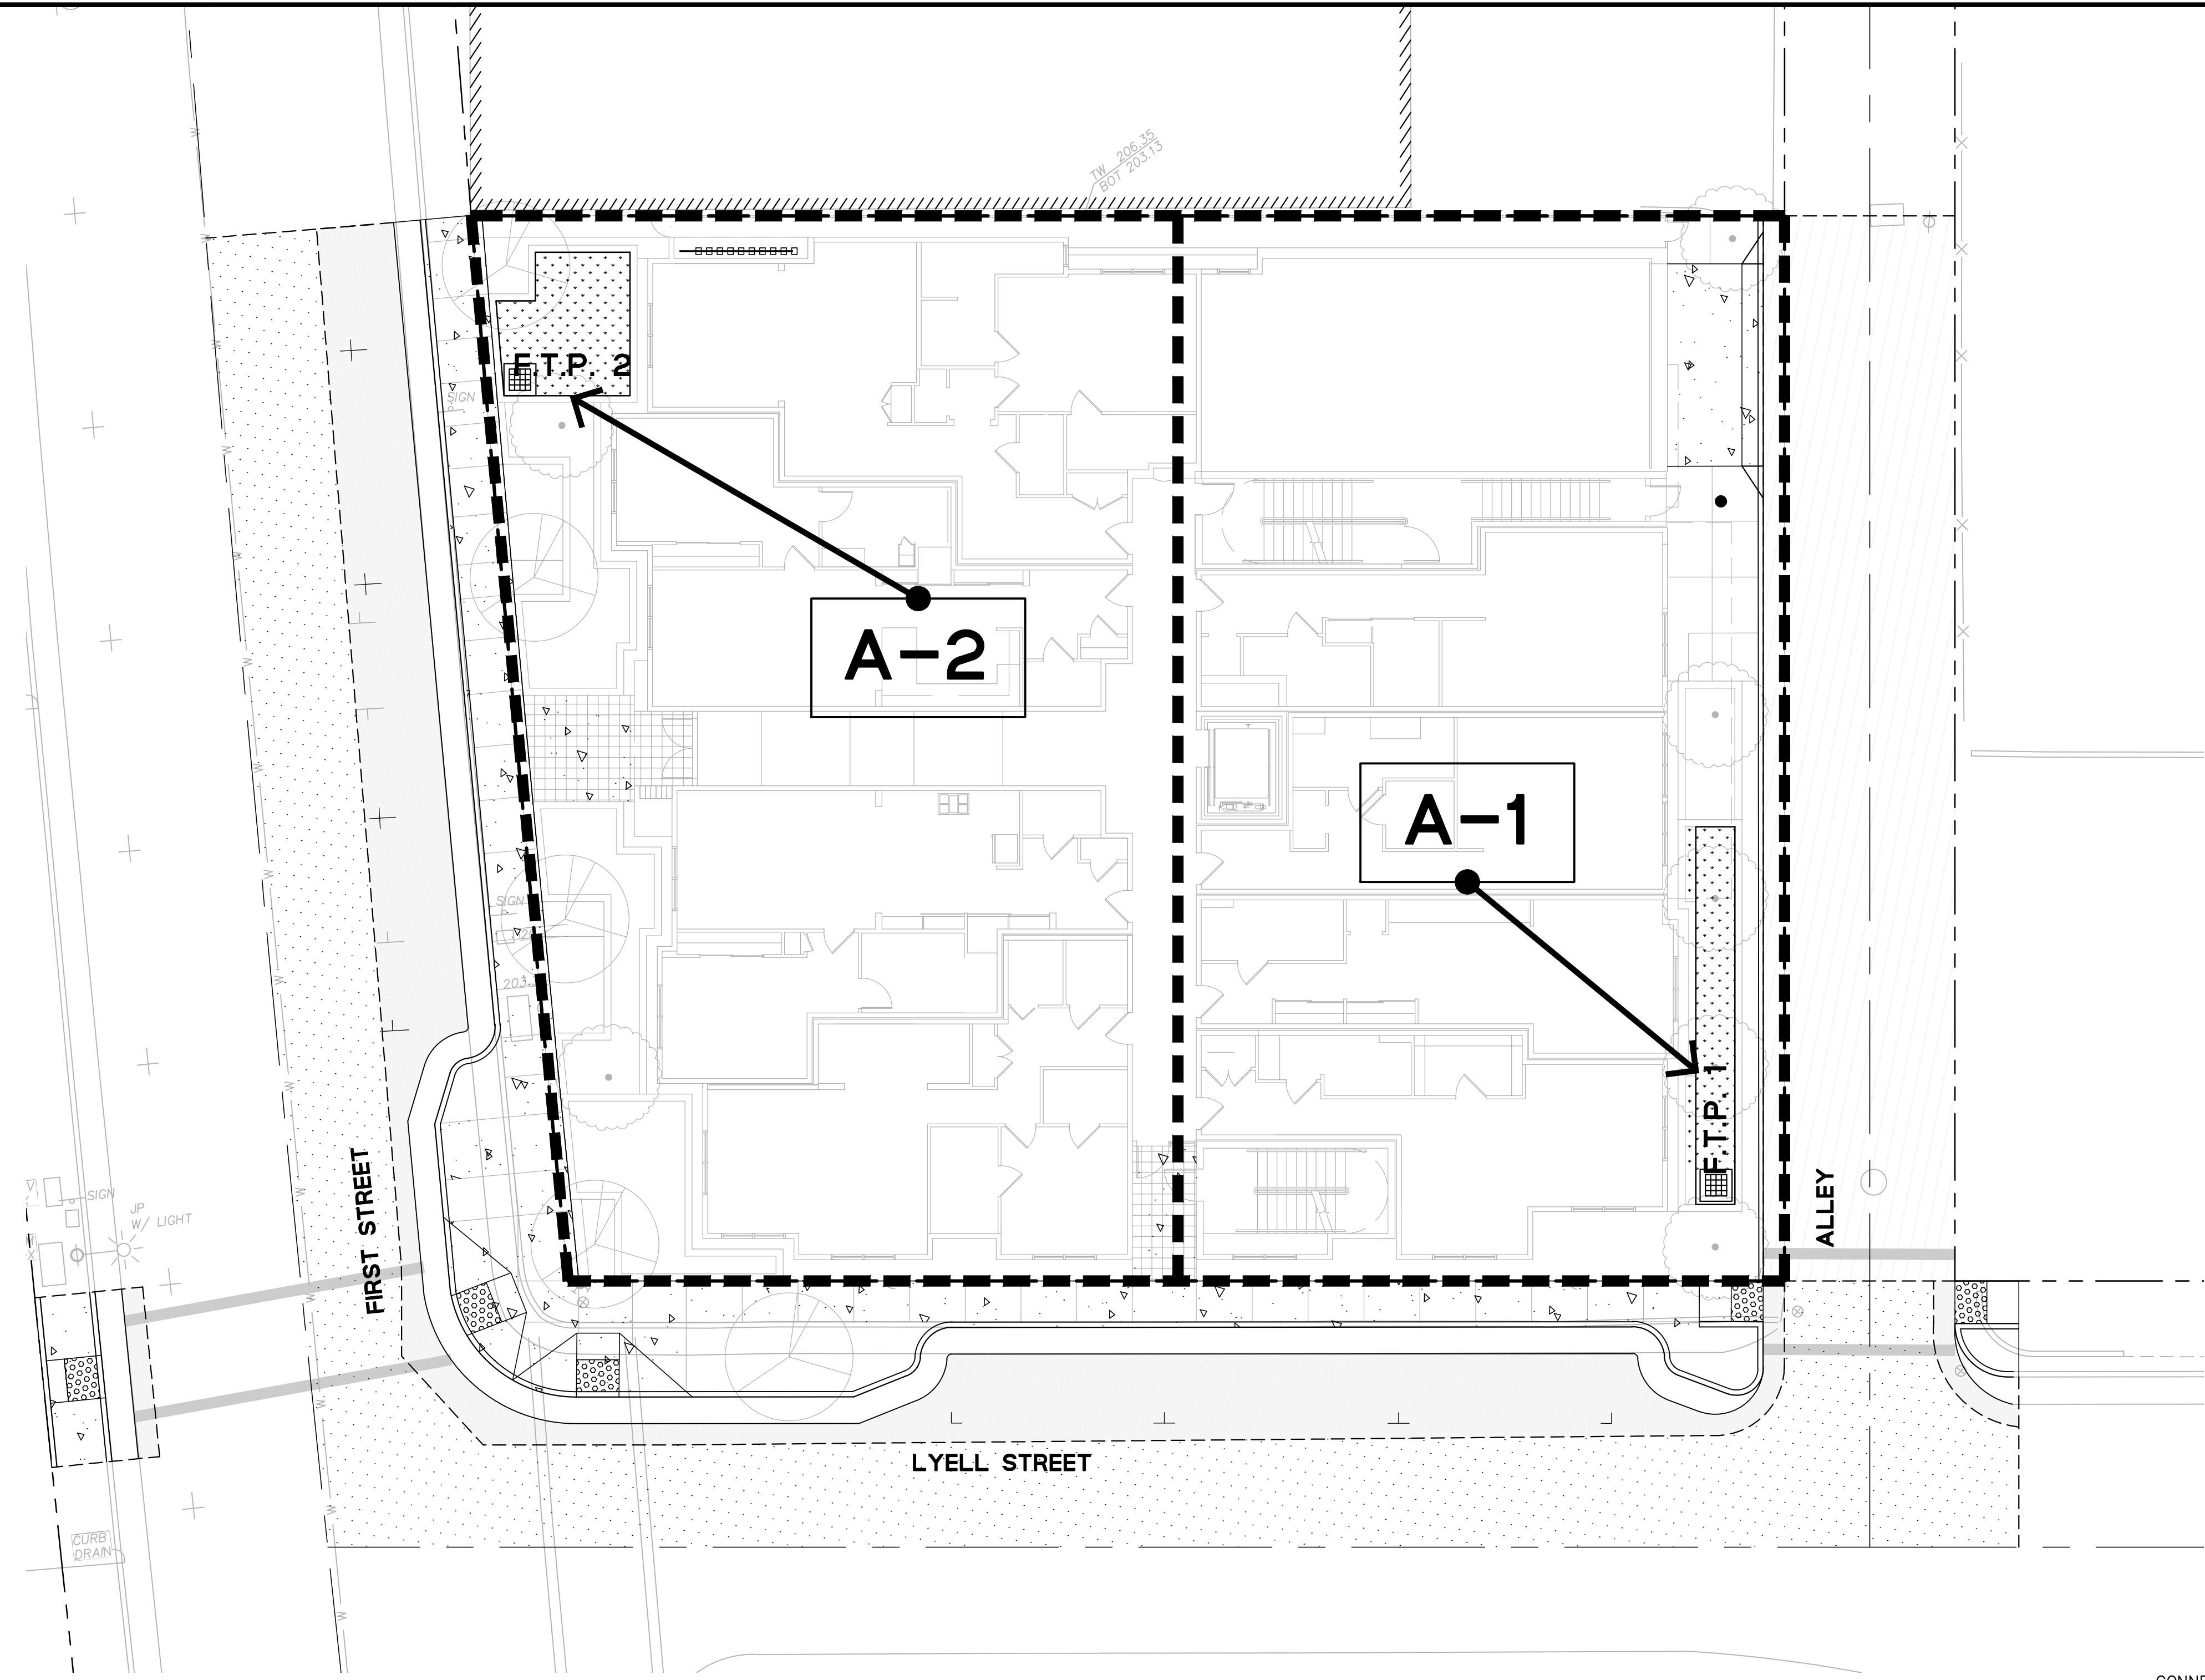 TW 206.35
BOT 203.13
F.T.P. 2
SIGN
A-2
A-1
SIGN
F.T.P. 1
ALLEY
FIRST STREET
SIGN
JP
W/ LIGHT
LYELL STREET
CURB
DRAIN